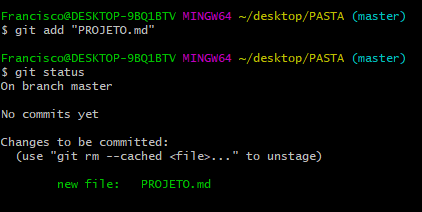 Francisco@DESKTOP-9BQ1BTV MINGW64 ~/desktop/PASTA (master)
$ git add "PROJETO.md"
Francisco@DESKTOP-9BQ1BTV MINGW64 ~/desktop/PASTA (master)
$ git status
On branch master
No commits yet
Changes to be committed:
  (use "git rm --cached <file>..." to unstage)
        new file:   PROJETO.md